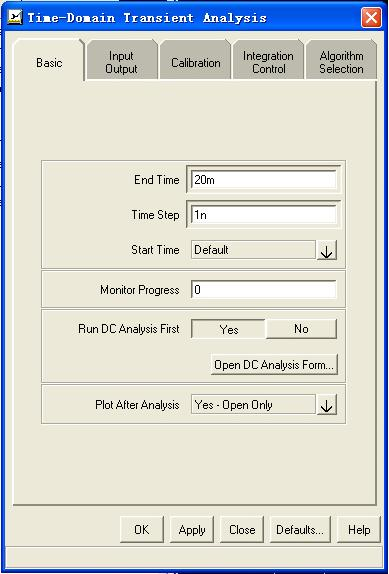 Time-Domain Transient Analysis
Basic
Input
Output
Calibration
Integration
Control
Algorithm
Selection
End Time 20m
Time Step 1n
Start Time Default
Monitor Progress 0
Run DC Analysis First Yes No
Open DC Analysis Form...
Plot After Analysis Yes - Open Only
OK Apply Close Defaults... Help